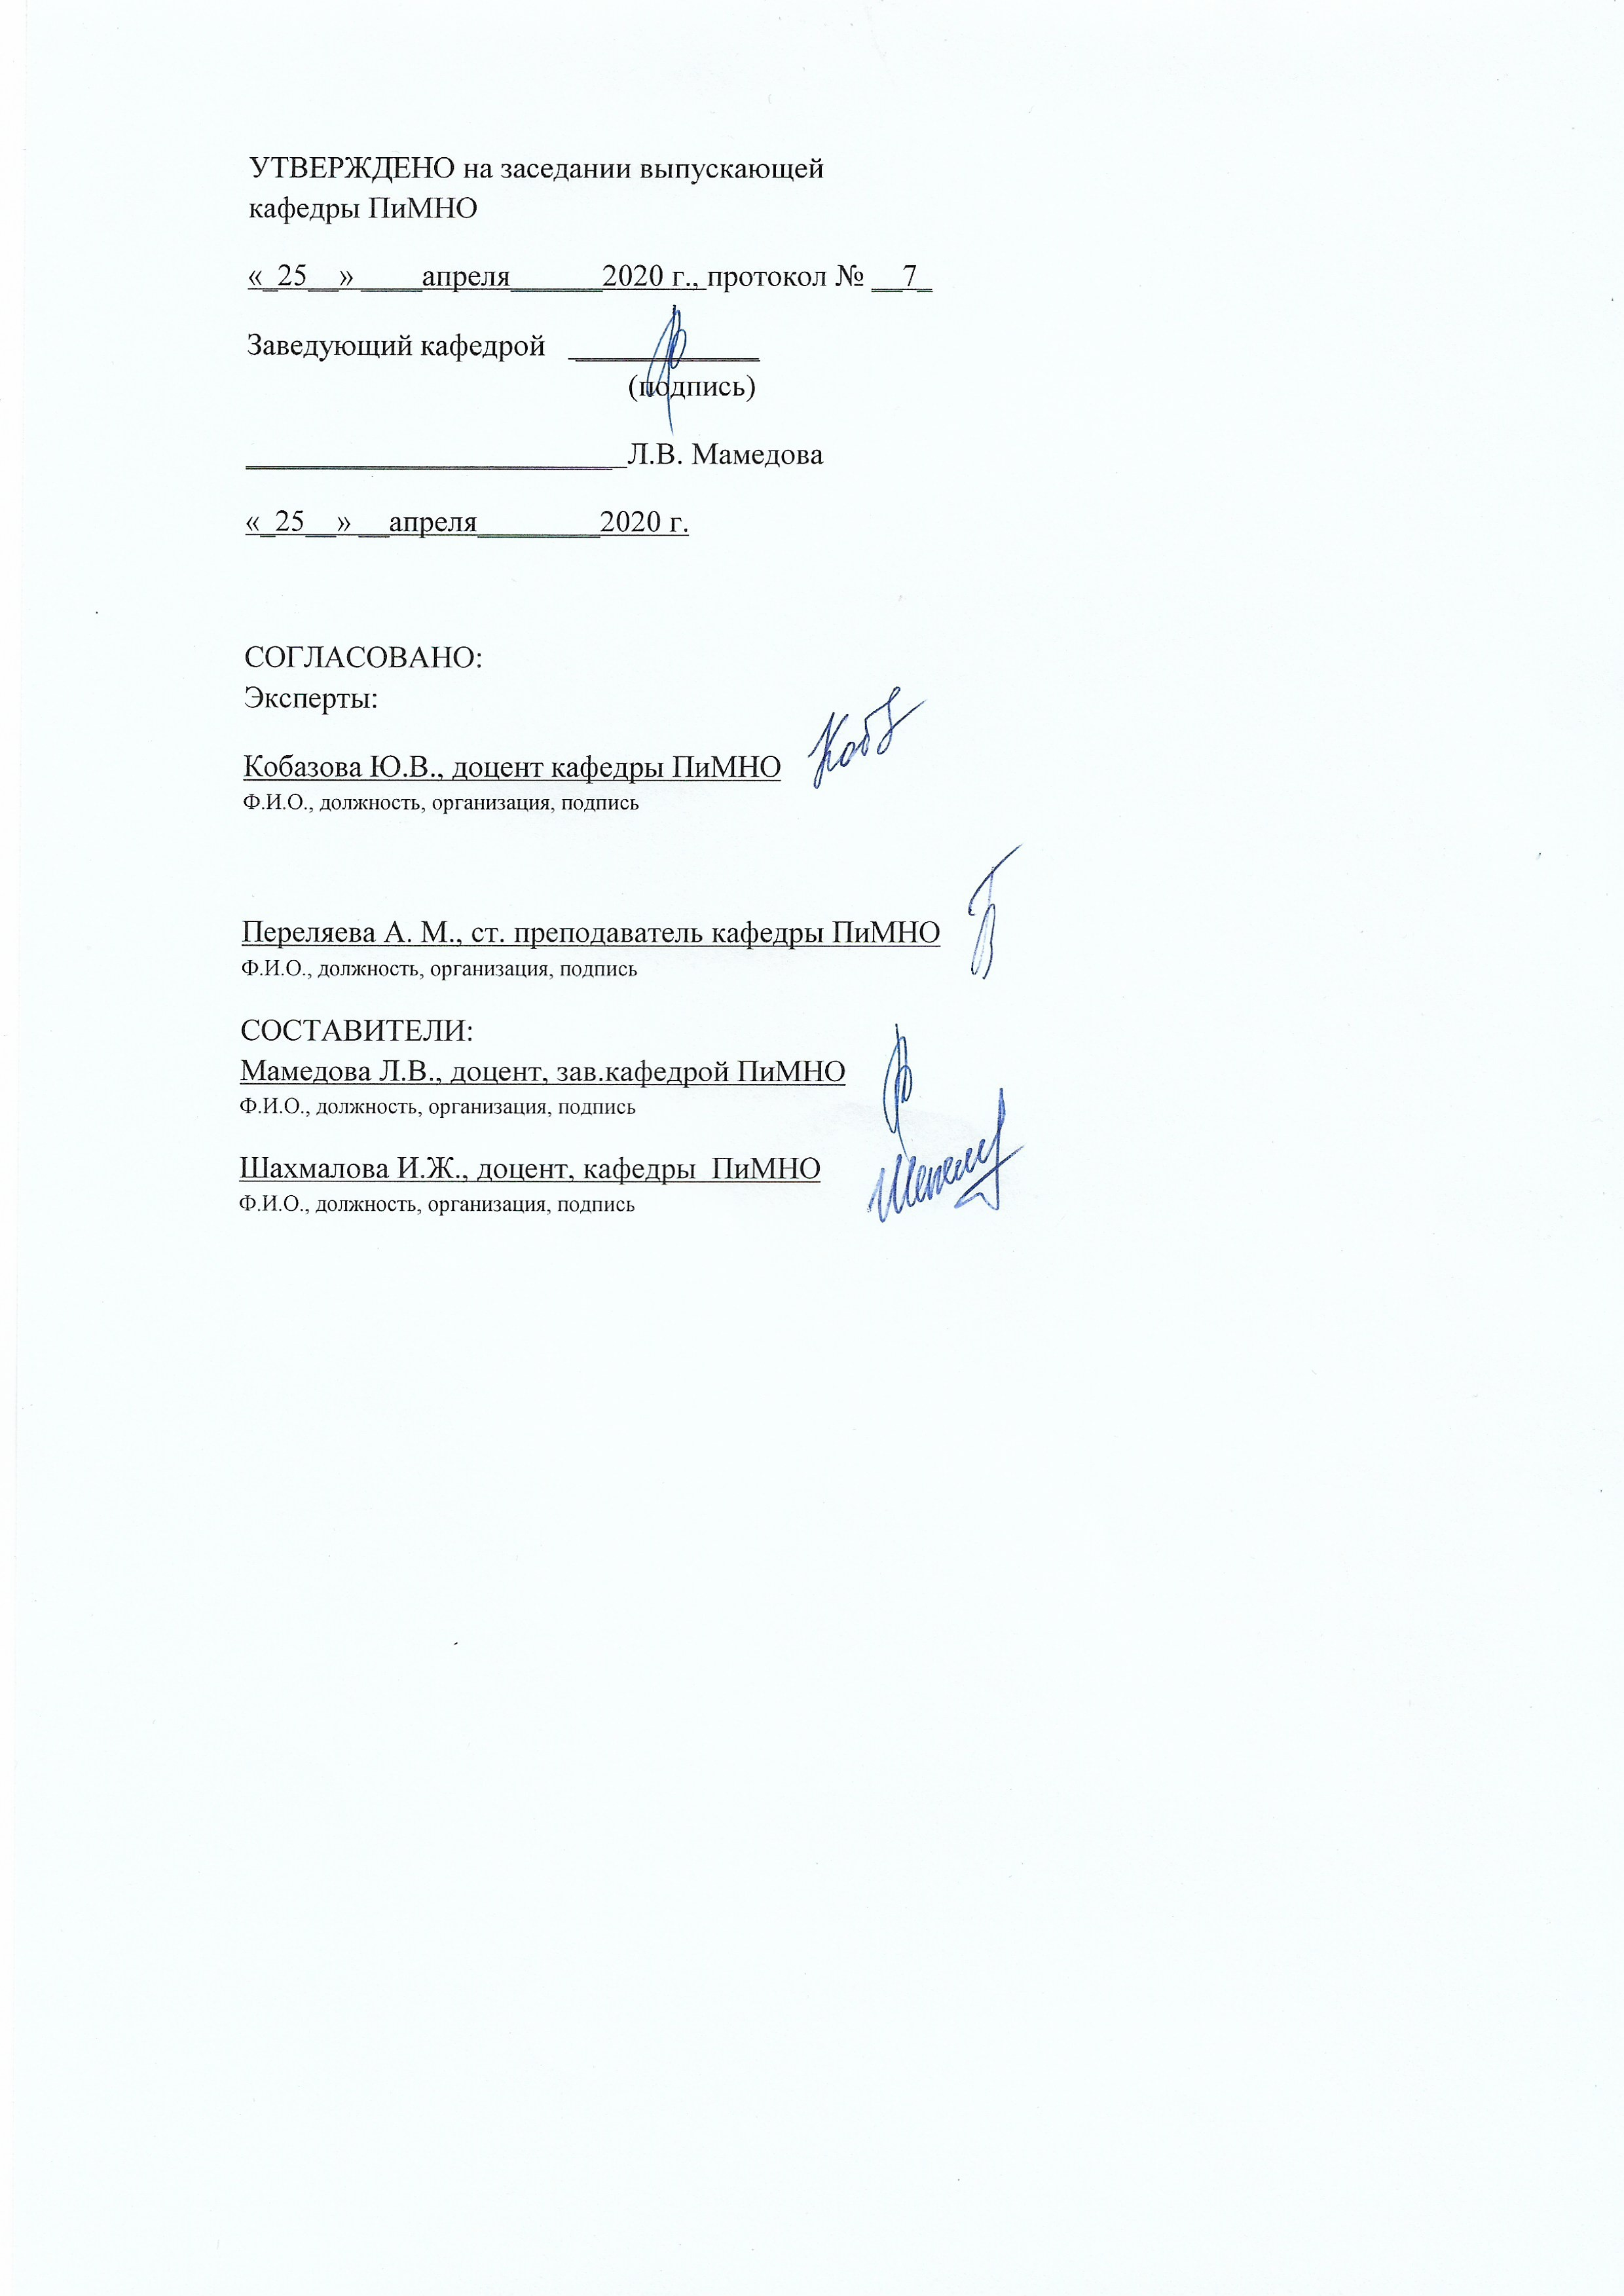 УТВЕРЖДЕНО на заседании выпускающей
кафедры ПиМНО
«_25__» ____апреля______2020 г., протокол № __7_
Заведующий кафедрой ____________
(подпись)
_________________________Л.В. Мамедова
«_25__» __апреля________2020 г.
СОГЛАСОВАНО:
Эксперты:
Кобазова Ю.В., доцент кафедры ПиМНО
Ф.И.О., должность, организация, подпись
Переляева А. М., ст. преподаватель кафедры ПиМНО
Ф.И.О., должность, организация, подпись
СОСТАВИТЕЛИ:
Мамедова Л.В., доцент, зав.кафедрой ПиМНО
Ф.И.О., должность, организация, подпись
Шахмалова И.Ж., доцент, кафедры  ПиМНО
Ф.И.О., должность, организация, подпись